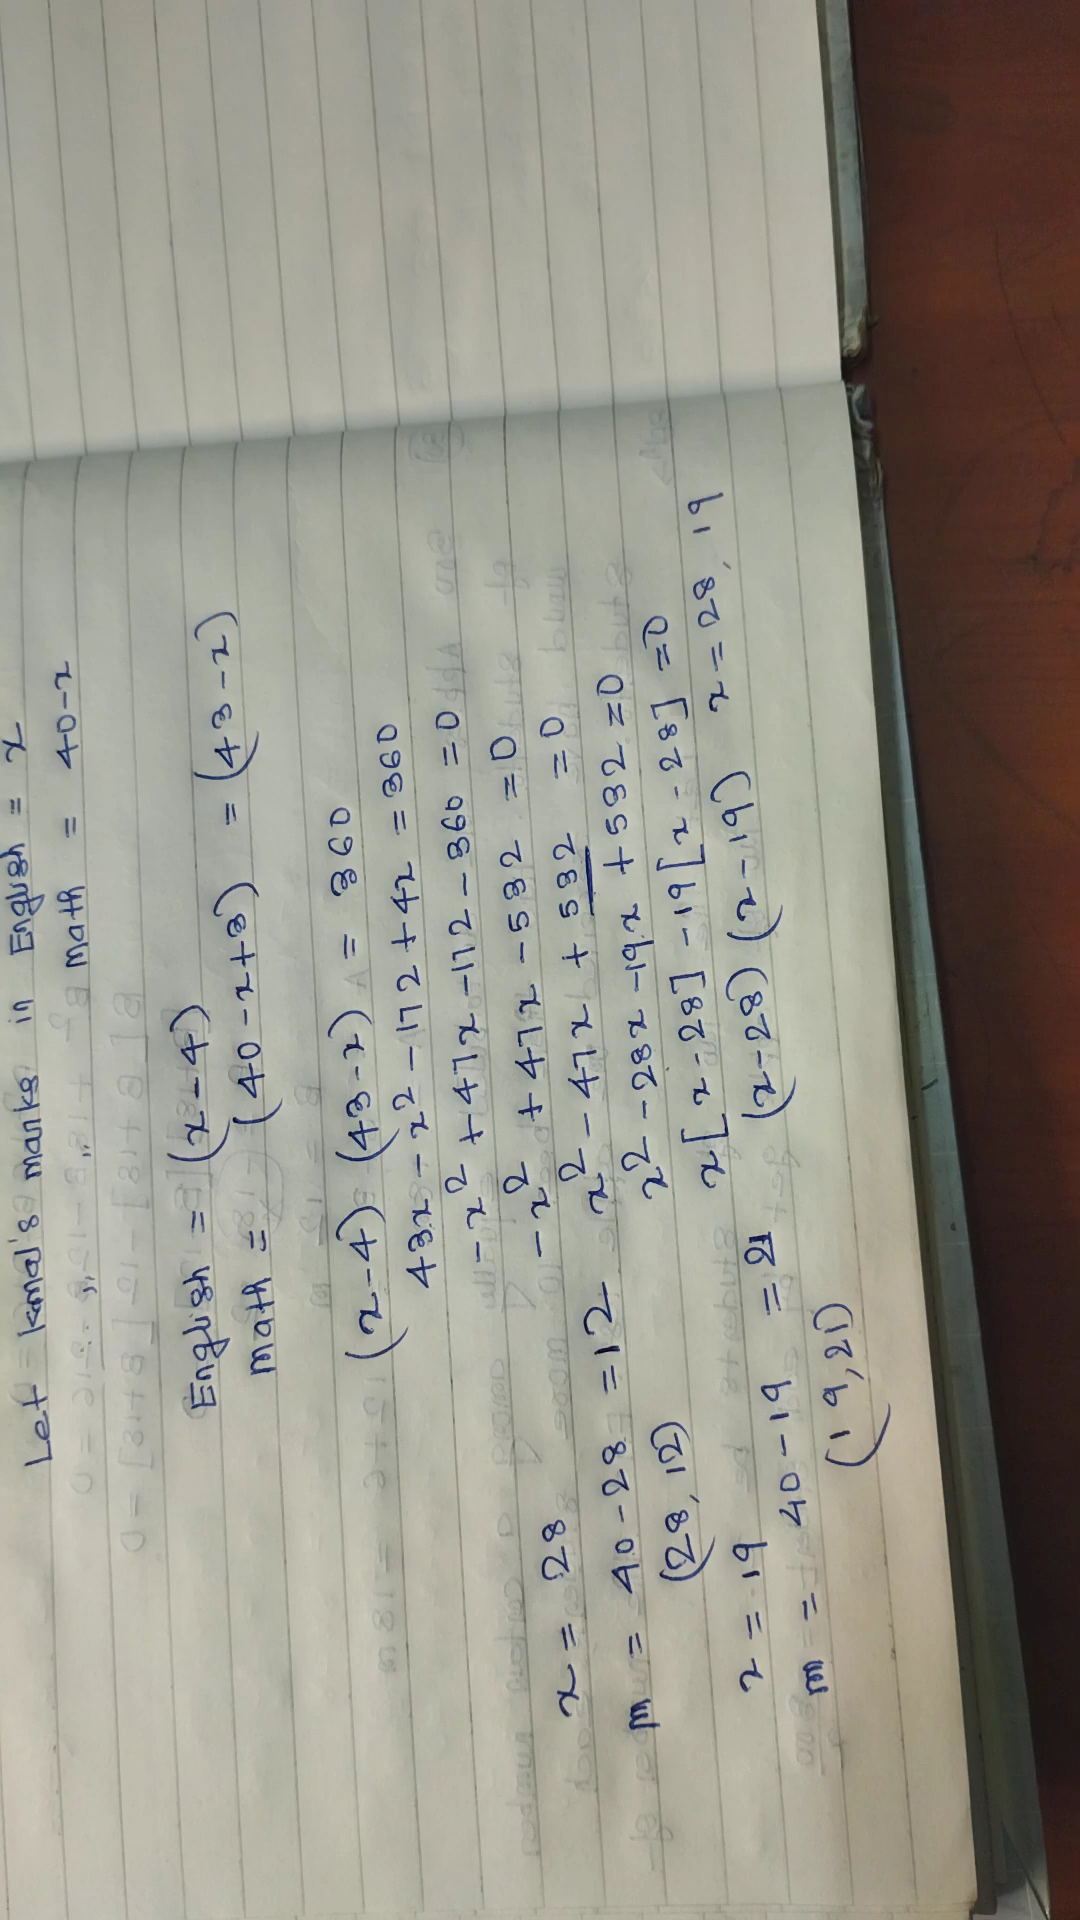 Let kmal's marks in English = x
" " " Math = 40-x
English = (x-4)
Math = (40-x+3) = (43-x)
(x-4) (43-x) = 360
43x-x²-172+4x = 360
-x²+47x-172-360 = 0
-x²+47x-532 = 0
x²-47x+532 = 0
x²-28x-19x+532 = 0
x[x-28]-19[x-28] = 0
(x-28) (x-19) x = 28, 19
x = 28
m = 40-28 = 12
(28, 12)
x = 19
m = 40-19 = 21
(19, 21)